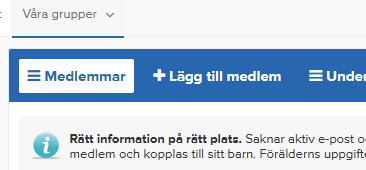 Våra grupper
Medlemmar Lägg till medlem
Rätt information på rätt plats. Saknar aktiv e-post
medlem och kopplas till sitt barn. Förälderns